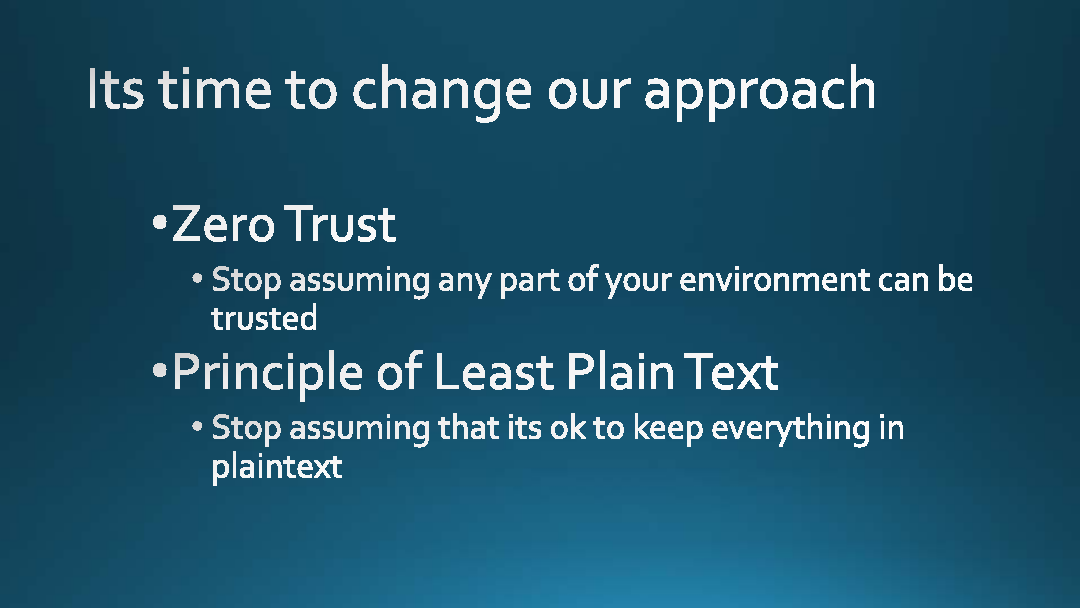 Its time to change our approach
•Zero Trust
• Stop assuming any part of your environment can be
trusted
•Principle of Least Plain Text
• Stop assuming that its ok to keep everything in
plaintext